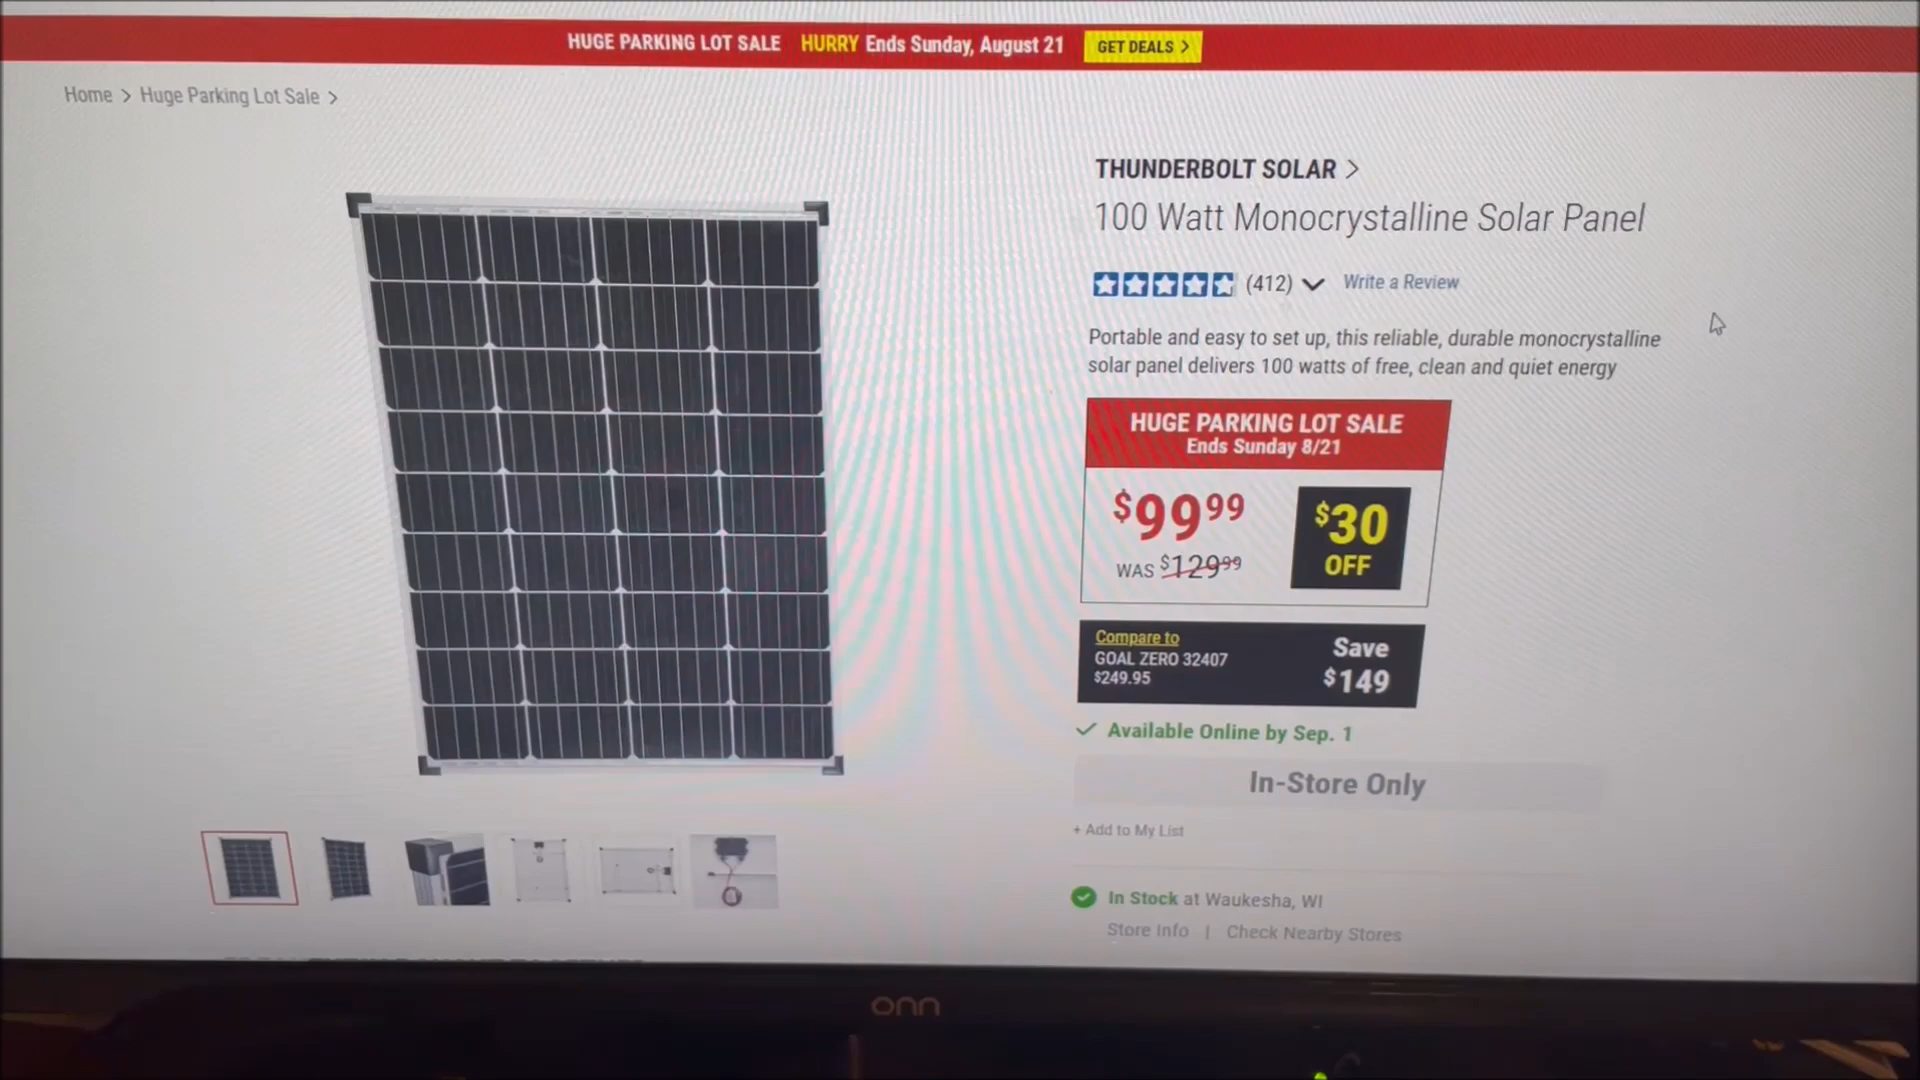 HUGE PARKING LOT SALE HURRY Ends Sunday, August 21 GET DEALS >
Home > Huge Parking Lot Sale >
THUNDERBOLT SOLAR >
100 Watt Monocrystalline Solar Panel
(412) Write a Review
Portable and easy to set up, this reliable, durable monocrystalline
solar panel delivers 100 watts of free, clean and quiet energy
HUGE PARKING LOT SALE
Ends Sunday 8/21
$99.99
WAS $129.99
$30
OFF
Compare to
GOAL ZERO 32407
$249.95
Save
$149
Available Online by Sep. 1
In-Store Only
+ Add to My List
In Stock at Waukesha, WI
Store Info | Check Nearby Stores
onn